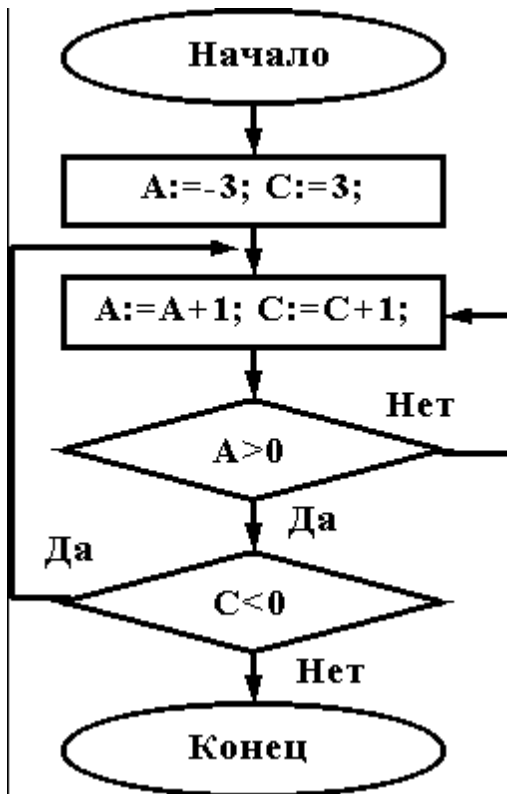 Начало
A:=-3; C:=3;
A:=A+1; C:=C+1;
Нет
A>0
Да
Да
C<0
Нет
Конец